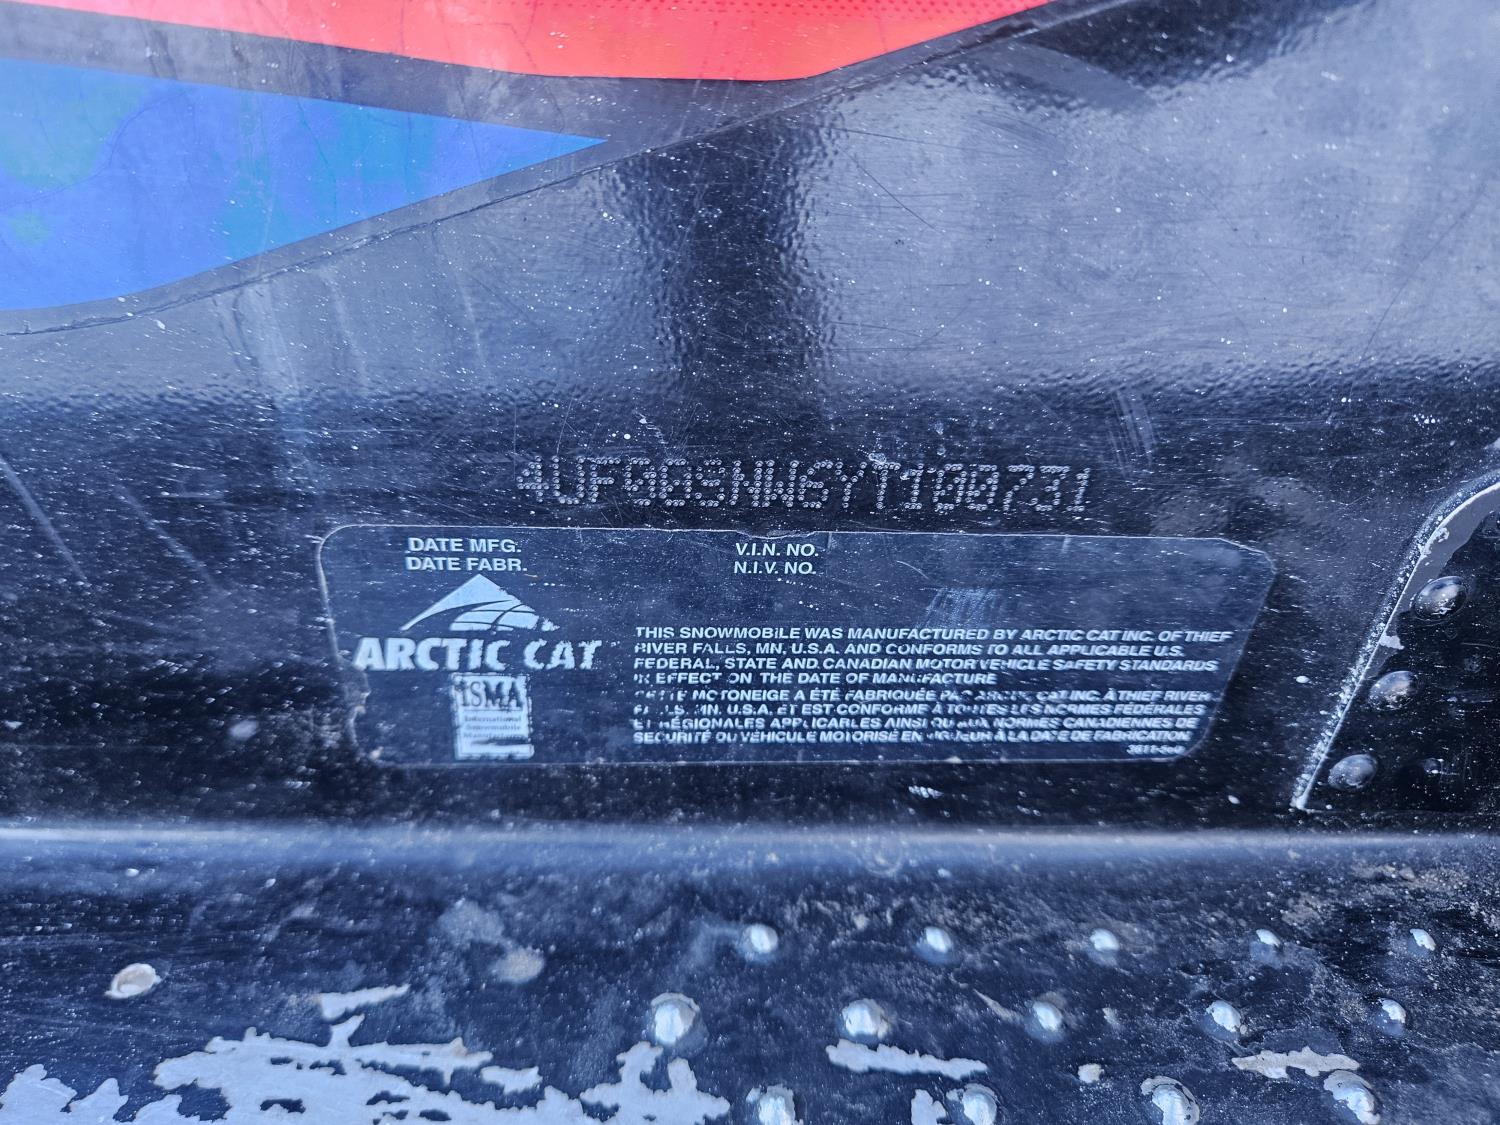 4UF003NW6YT100731
DATE MFG.
DATE FABR.
V.I.N. NO.
N.I.V. NO.
ARCTIC CAT
ISMA
International
Snowmobile
THIS SNOWMOBILE WAS MANUFACTURED BY ARCTIC CAT INC. OF THIEF
RIVER FALLS, MN, U.S.A. AND CONFORMS TO ALL APPLICABLE U.S.
FEDERAL, STATE AND CANADIAN MOTOR VEHICLE SAFETY STANDARDS
IN EFFECT ON THE DATE OF MANUFACTURE
CETTE MOTONEIGE A ÉTÉ FABRIQUÉE PAR ARCTIC CAT INC. À THIEF RIVER
FALLS, MN. U.S.A. ET EST CONFORME À TOUTES LES NORMES FÉDÉRALES
ET RÉGIONALES APPLICABLES AINSI QU'AUX NORMES CANADIENNES DE
SÉCURITÉ DU VÉHICULE MOTORISÉ EN VIGUEUR À LA DATE DE FABRICATION